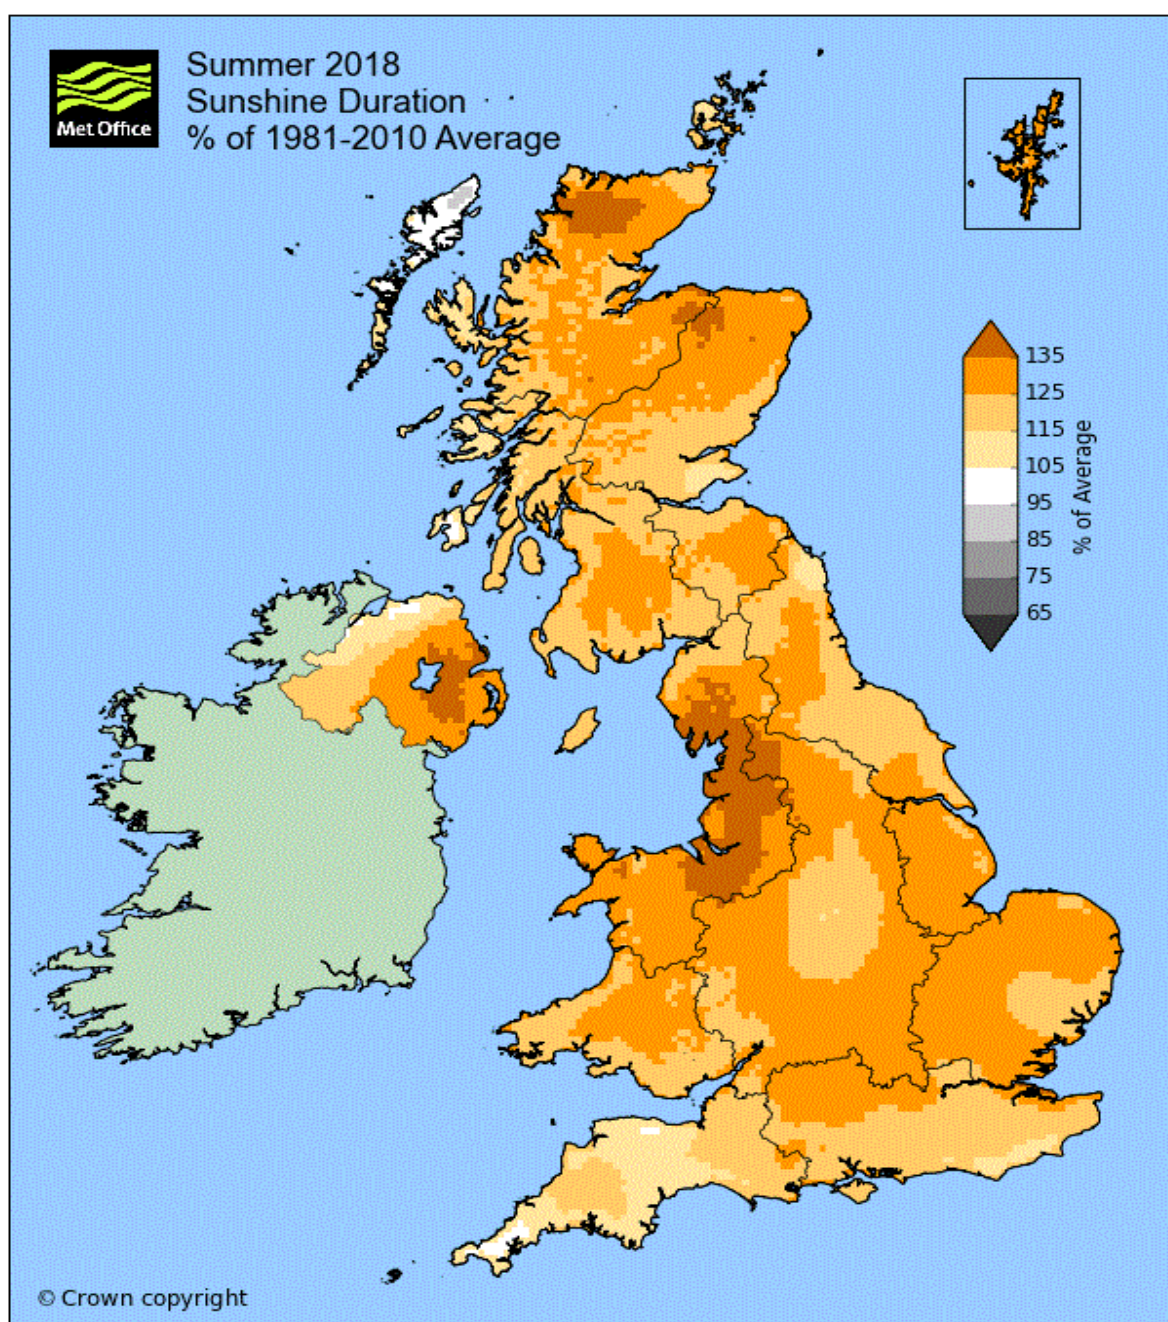 Summer 2018
Sunshine Duration
% of 1981-2010 Average
Met Office
135
125
115
105
95
85
75
65
% of Average
© Crown copyright